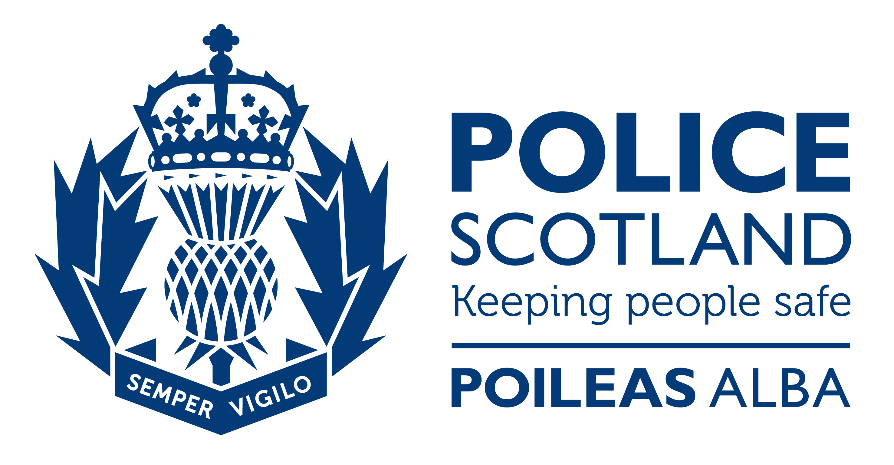 SEMPER VIGILO
POLICE
SCOTLAND
Keeping people safe
POILEAS ALBA